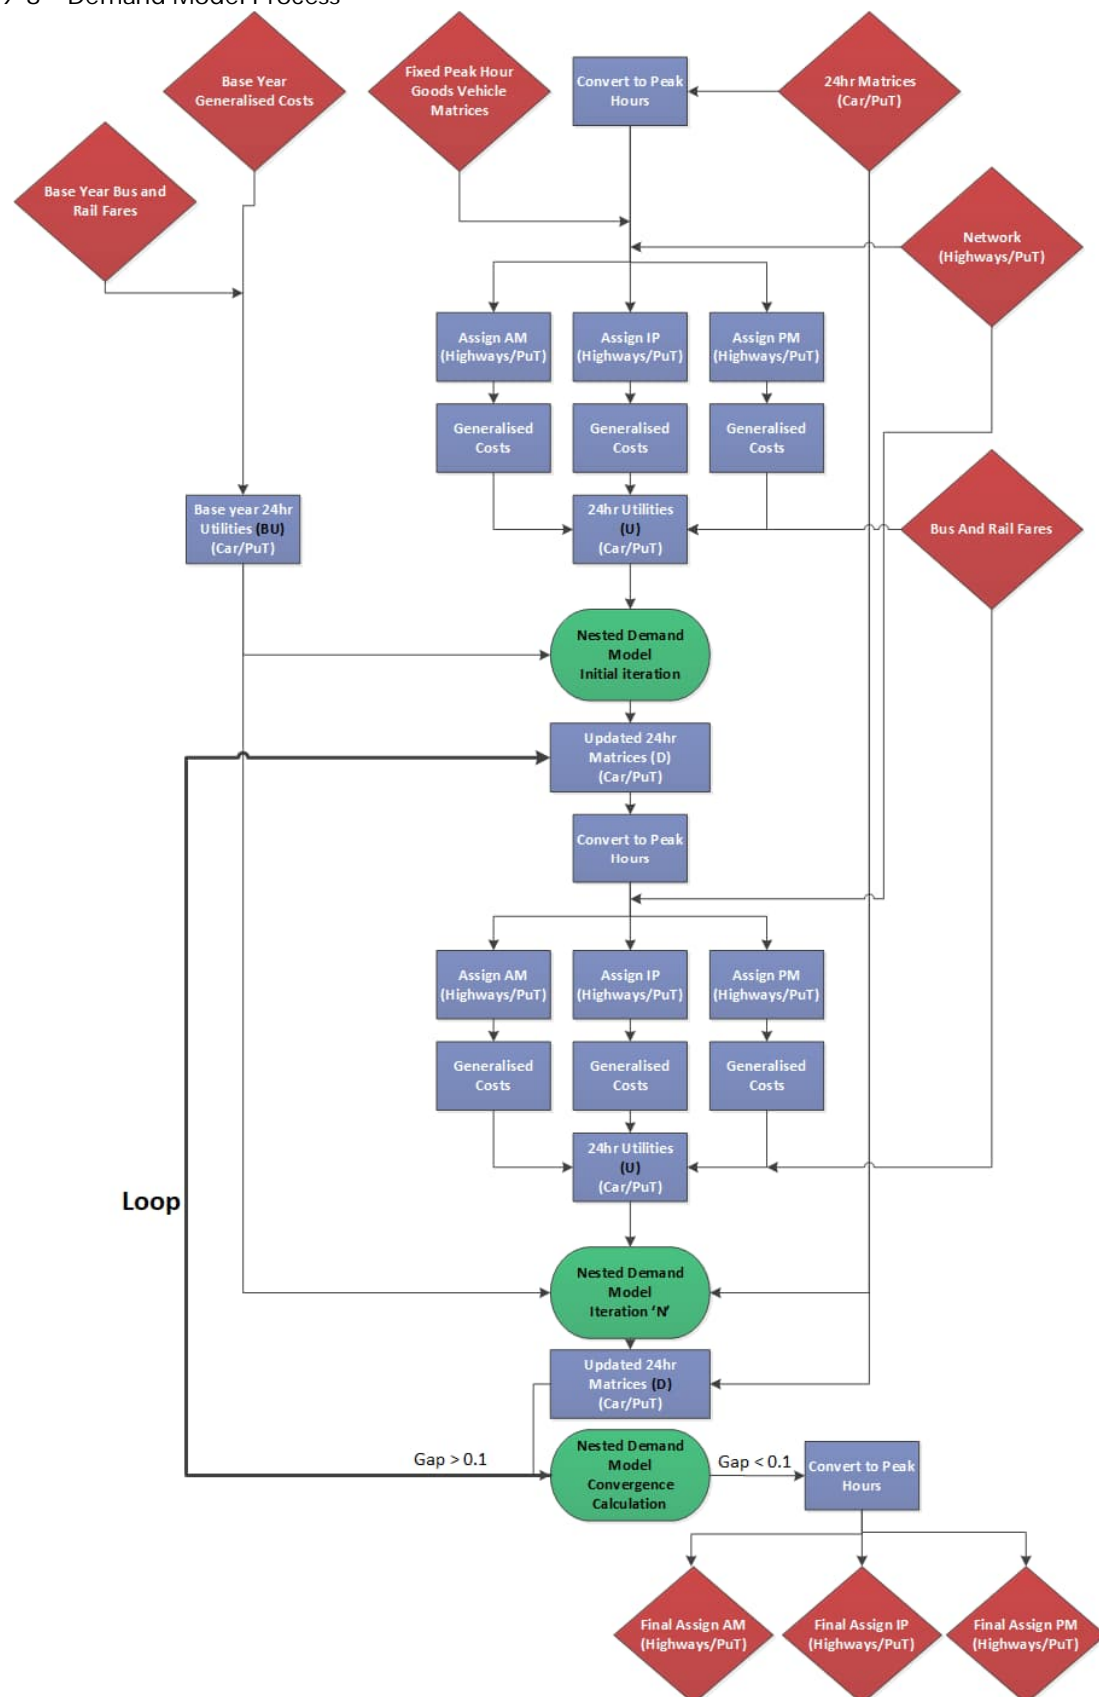 Demand Model Process
Base Year
Generalised Costs
Fixed Peak Hour
Goods Vehicle
Matrices
Convert to Peak
Hours
24hr Matrices
(Car/PuT)
Base Year Bus and
Rail Fares
Network
(Highways/PuT)
Assign AM
(Highways/PuT)
Assign IP
(Highways/PuT)
Assign PM
(Highways/PuT)
Generalised
Costs
Generalised
Costs
Generalised
Costs
Base year 24hr
Utilities (BU)
(Car/PuT)
24hr Utilities
(U)
(Car/PuT)
Bus And Rail Fares
Nested Demand
Model
Initial iteration
Updated 24hr
Matrices (D)
(Car/PuT)
Convert to Peak
Hours
Assign AM
(Highways/PuT)
Assign IP
(Highways/PuT)
Assign PM
(Highways/PuT)
Generalised
Costs
Generalised
Costs
Generalised
Costs
24hr Utilities
(U)
(Car/PuT)
Loop
Nested Demand
Model
Iteration ‘N’
Updated 24hr
Matrices (D)
(Car/PuT)
Gap > 0.1
Nested Demand
Model
Convergence
Calculation
Gap < 0.1
Convert to Peak
Hours
Final Assign AM
(Highways/PuT)
Final Assign IP
(Highways/PuT)
Final Assign PM
(Highways/PuT)